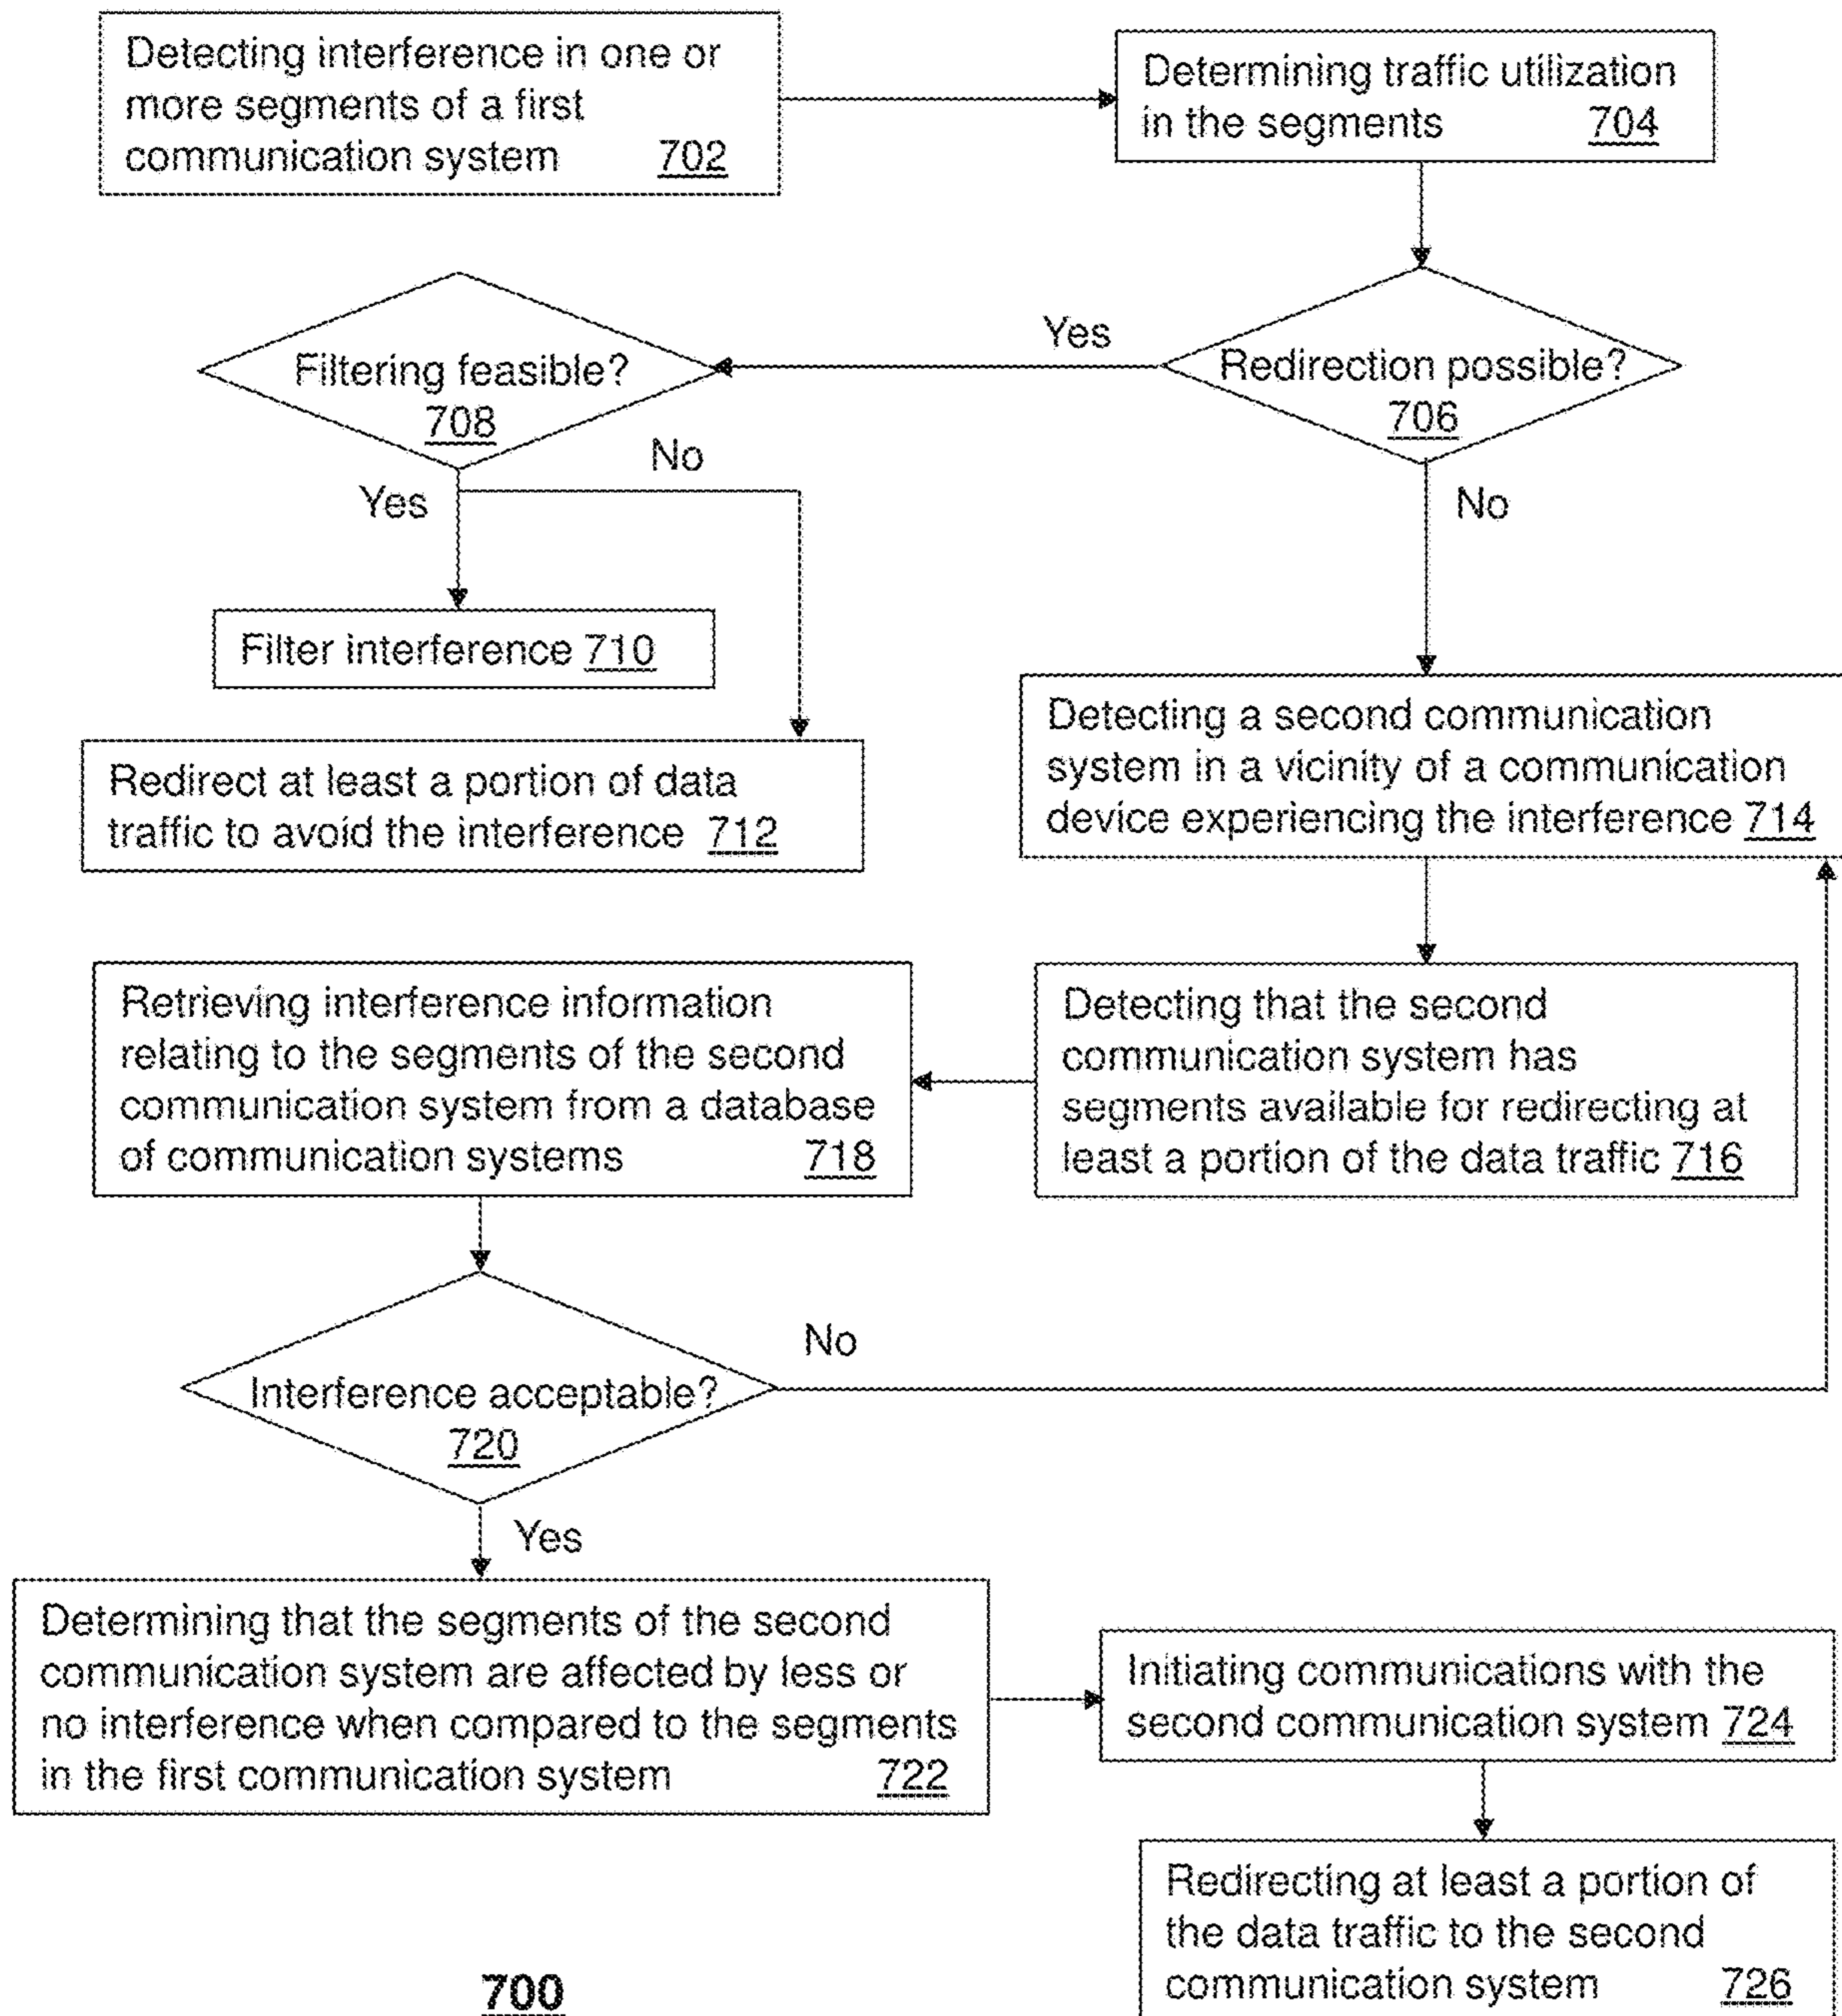 Detecting interference in one or
more segments of a first
communication system 702
Determining traffic utilization
in the segments 704
Redirection possible?
706
Yes
No
Filtering feasible?
708
Yes
No
Filter interference 710
Redirect at least a portion of data
traffic to avoid the interference 712
Detecting a second communication
system in a vicinity of a communication
device experiencing the interference 714
Detecting that the second
communication system has
segments available for redirecting at
least a portion of the data traffic 716
Retrieving interference information
relating to the segments of the second
communication system from a database
of communication systems 718
Interference acceptable?
720
No
Yes
Determining that the segments of the second
communication system are affected by less or
no interference when compared to the segments
in the first communication system 722
Initiating communications with the
second communication system 724
Redirecting at least a portion of
the data traffic to the second
communication system 726
700